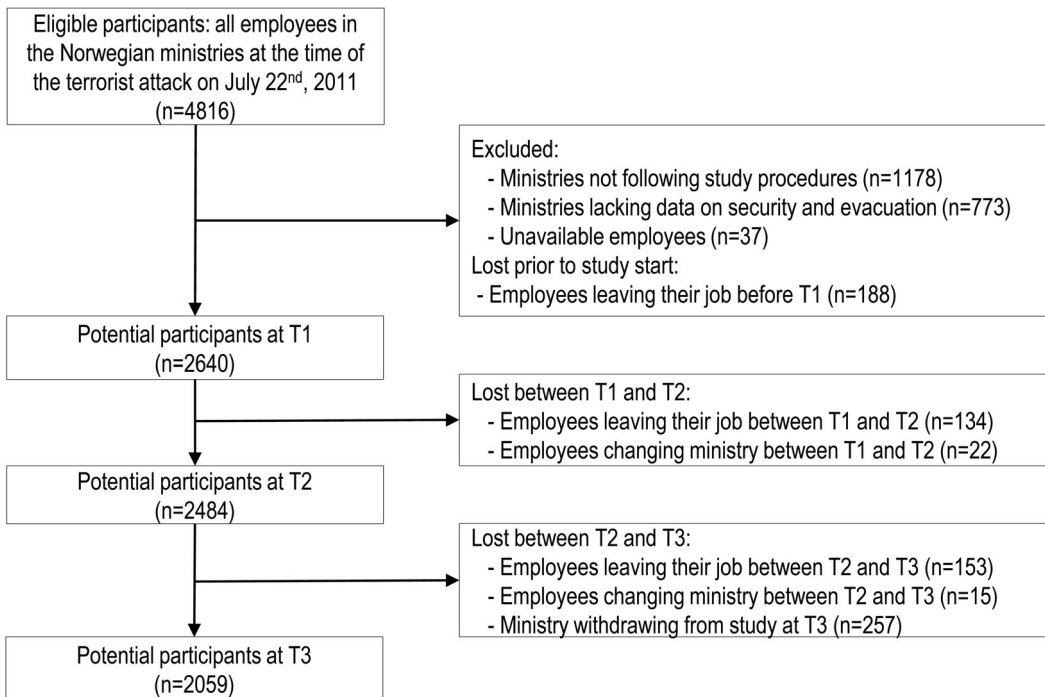 Eligible participants: all employees in
the Norwegian ministries at the time of
the terrorist attack on July 22nd, 2011
(n=4816)
Excluded:
- Ministries not following study procedures (n=1178)
- Ministries lacking data on security and evacuation (n=773)
- Unavailable employees (n=37)
Lost prior to study start:
- Employees leaving their job before T1 (n=188)
Potential participants at T1
(n=2640)
Lost between T1 and T2:
- Employees leaving their job between T1 and T2 (n=134)
- Employees changing ministry between T1 and T2 (n=22)
Potential participants at T2
(n=2484)
Lost between T2 and T3:
- Employees leaving their job between T2 and T3 (n=153)
- Employees changing ministry between T2 and T3 (n=15)
- Ministry withdrawing from study at T3 (n=257)
Potential participants at T3
(n=2059)